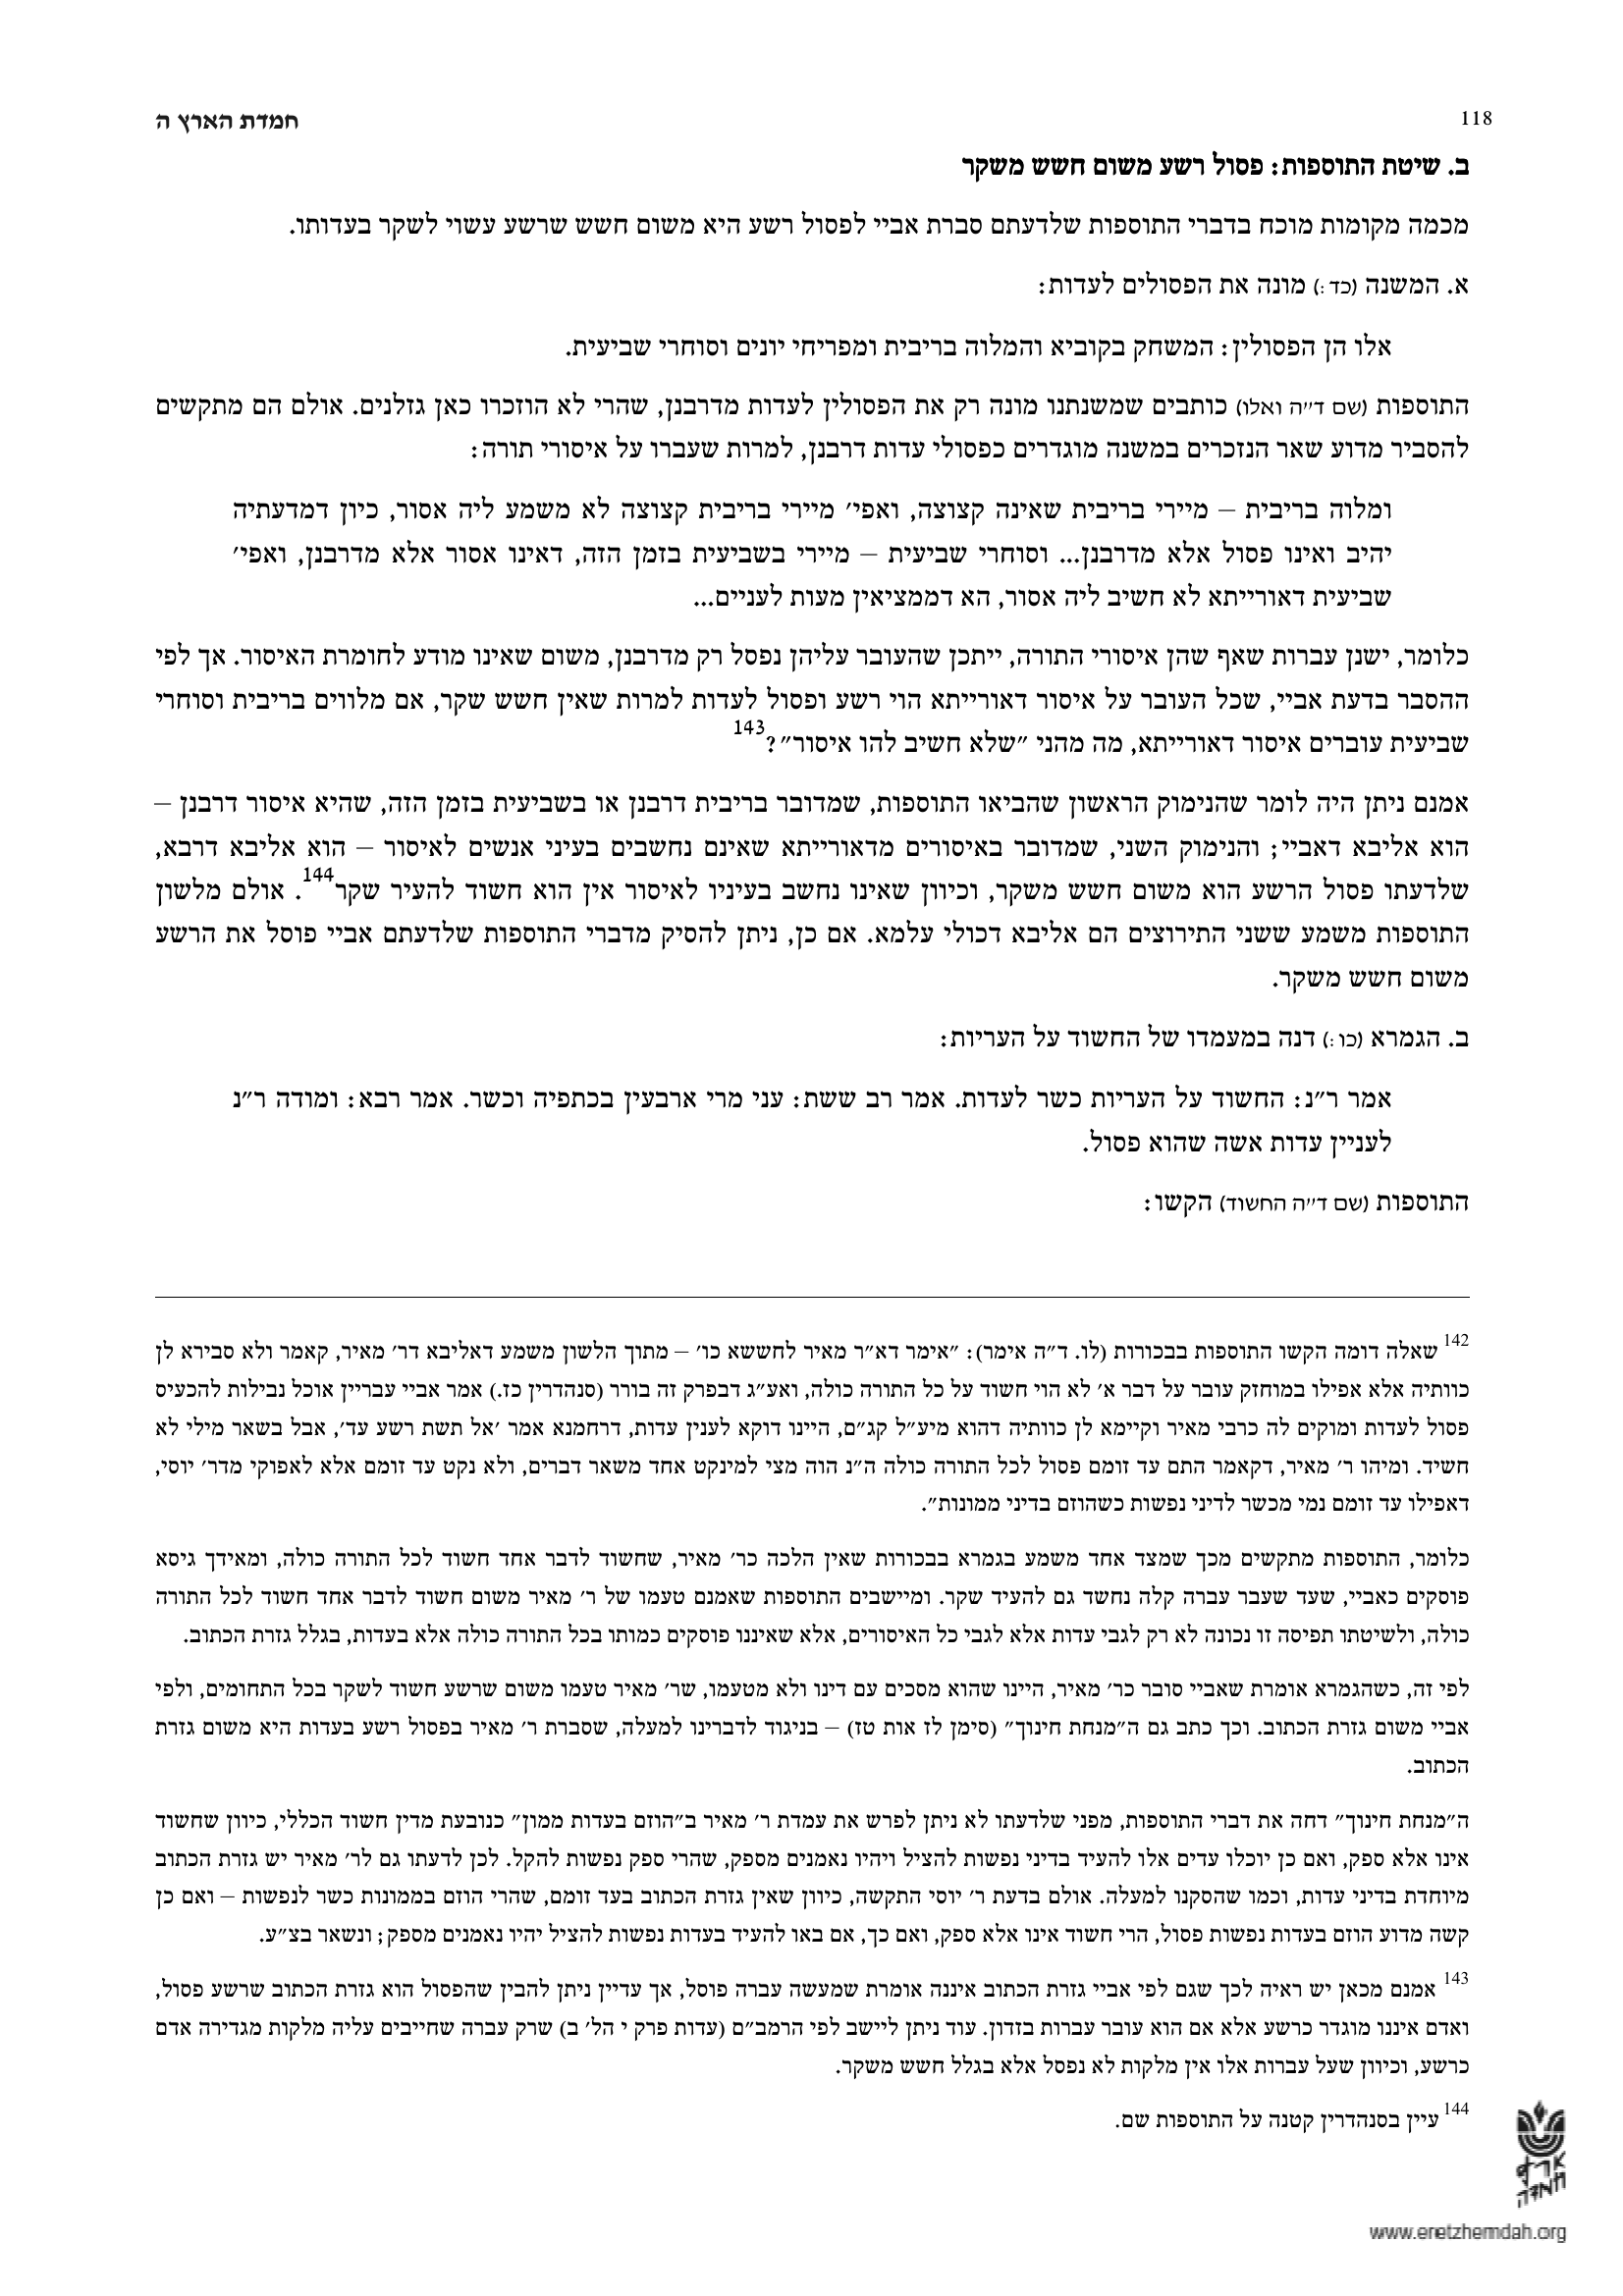 118
חמדת הארץ ה
ב. שיטת התוספות: פסול רשע משום חשש משקר
מכמה מקומות מוכח בדברי התוספות שלדעתם סברת אביי לפסול רשע היא משום חשש שרשע עשוי לשקר בעדותו.
א. המשנה (כד:) מונה את הפסולים לעדות:
אלו הן הפסולין: המשחק בקוביא והמלוה בריבית ומפריחי יונים וסוחרי שביעית.
התוספות (שם ד״ה ואלו) כותבים שמשנתנו מונה רק את הפסולין לעדות מדרבנן, שהרי לא הוזכרו כאן גזלנים. אולם הם מתקשים
להסביר מדוע שאר הנזכרים במשנה מוגדרים כפסולי עדות דרבנן, למרות שעברו על איסורי תורה:
ומלוה בריבית – מיירי בריבית שאינה קצוצה, ואפי׳ מיירי בריבית קצוצה לא משמע ליה אסור, כיון דמדעתיה
יהיב ואינו פסול אלא מדרבנן... וסוחרי שביעית – מיירי בשביעית בזמן הזה, דאינו אסור אלא מדרבנן, ואפי׳
שביעית דאורייתא לא חשיב ליה אסור, הא דממציאין מעות לעניים...
כלומר, ישנן עברות שאף שהן איסורי התורה, ייתכן שהעובר עליהן נפסל רק מדרבנן, משום שאינו מודע לחומרת האיסור. אך לפי
ההסבר בדעת אביי, שכל העובר על איסור דאורייתא הוי רשע ופסול לעדות למרות שאין חשש שקר, אם מלווים בריבית וסוחרי
שביעית עוברים איסור דאורייתא, מה מהני ״שלא חשיב להו איסור״?143
אמנם ניתן היה לומר שהנימוק הראשון שהביאו התוספות, שמדובר בריבית דרבנן או בשביעית בזמן הזה, שהיא איסור דרבנן –
הוא אליבא דאביי; והנימוק השני, שמדובר באיסורים מדאורייתא שאינם נחשבים בעיני אנשים לאיסור – הוא אליבא דרבא,
שלדעתו פסול הרשע הוא משום חשש משקר, וכיוון שאינו נחשב בעיניו לאיסור אין הוא חשוד להעיר שקר144. אולם מלשון
התוספות משמע ששני התירוצים הם אליבא דכולי עלמא. אם כן, ניתן להסיק מדברי התוספות שלדעתם אביי פוסל את הרשע
משום חשש משקר.
ב. הגמרא (כו:) דנה במעמדו של החשוד על העריות:
אמר ר״נ: החשוד על העריות כשר לעדות. אמר רב ששת: עני מרי ארבעין בכתפיה וכשר. אמר רבא: ומודה ר״נ
לעניין עדות אשה שהוא פסול.
התוספות (שם ד״ה החשוד) הקשו:
142 שאלה דומה הקשו התוספות בבכורות (לו. ד״ה אימר): ״אימר דא״ר מאיר לחששא כו׳ – מתוך הלשון משמע דאליבא דר׳ מאיר, קאמר ולא סבירא לן
כוותיה אלא אפילו במוחזק עובר על דבר א׳ לא הוי חשוד על כל התורה כולה, ואע״ג דבפרק זה בורר (סנהדרין כז.) אמר אביי עבריין אוכל נבילות להכעיס
פסול לעדות ומוקים לה כרבי מאיר וקיימא לן כוותיה דהוא מיע״ל קג״ם, היינו דוקא לענין עדות, דרחמנא אמר ׳אל תשת רשע עד׳, אבל בשאר מילי לא
חשיד. ומיהו ר׳ מאיר, דקאמר התם עד זומם פסול לכל התורה כולה ה״נ הוה מצי למינקט אחד משאר דברים, ולא נקט עד זומם אלא לאפוקי מדר׳ יוסי,
דאפילו עד זומם נמי מכשר לדיני נפשות כשהוזם בדיני ממונות״.
כלומר, התוספות מתקשים מכך שמצד אחד משמע בגמרא בבכורות שאין הלכה כר׳ מאיר, שחשוד לדבר אחד חשוד לכל התורה כולה, ומאידך גיסא
פוסקים כאביי, שעד שעבר עברה קלה נחשד גם להעיד שקר. ומיישבים התוספות שאמנם טעמו של ר׳ מאיר משום חשוד לדבר אחד חשוד לכל התורה
כולה, ולשיטתו תפיסה זו נכונה לא רק לגבי עדות אלא לגבי כל האיסורים, אלא שאיננו פוסקים כמותו בכל התורה כולה אלא בעדות, בגלל גזרת הכתוב.
לפי זה, כשהגמרא אומרת שאביי סובר כר׳ מאיר, היינו שהוא מסכים עם דינו ולא מטעמו, שר׳ מאיר טעמו משום שרשע חשוד לשקר בכל התחומים, ולפי
אביי משום גזרת הכתוב. וכך כתב גם ה״מנחת חינוך״ (סימן לז אות טז) – בניגוד לדברינו למעלה, שסברת ר׳ מאיר בפסול רשע בעדות היא משום גזרת
הכתוב.
ה״מנחת חינוך״ דחה את דברי התוספות, מפני שלדעתו לא ניתן לפרש את עמדת ר׳ מאיר ב״הוזם בעדות ממון״ כנובעת מדין חשוד הכללי, כיוון שחשוד
אינו אלא ספק, ואם כן יוכלו עדים אלו להעיד בדיני נפשות להציל ויהיו נאמנים מספק, שהרי ספק נפשות להקל. לכן לדעתו גם לר׳ מאיר יש גזרת הכתוב
מיוחדת בדיני עדות, וכמו שהסקנו למעלה. אולם בדעת ר׳ יוסי התקשה, כיוון שאין גזרת הכתוב בעד זומם, שהרי הוזם בממונות כשר לנפשות – ואם כן
קשה מדוע הוזם בעדות נפשות פסול, הרי חשוד אינו אלא ספק, ואם כך, אם באו להעיד בעדות נפשות להציל יהיו נאמנים מספק; ונשאר בצ״ע.
143 אמנם מכאן יש ראיה לכך שגם לפי אביי גזרת הכתוב איננה אומרת שמעשה עברה פוסל, אך עדיין ניתן להבין שהפסול הוא גזרת הכתוב שרשע פסול,
ואדם איננו מוגדר כרשע אלא אם הוא עובר עברות בזדון. עוד ניתן ליישב לפי הרמב״ם (עדות פרק י הל׳ ב) שרק עברה שחייבים עליה מלקות מגדירה אדם
כרשע, וכיוון שעל עברות אלו אין מלקות לא נפסל אלא בגלל חשש משקר.
144 עיין בסנהדרין קטנה על התוספות שם.
ארץ
חמדה
www.eretzhemdah.org